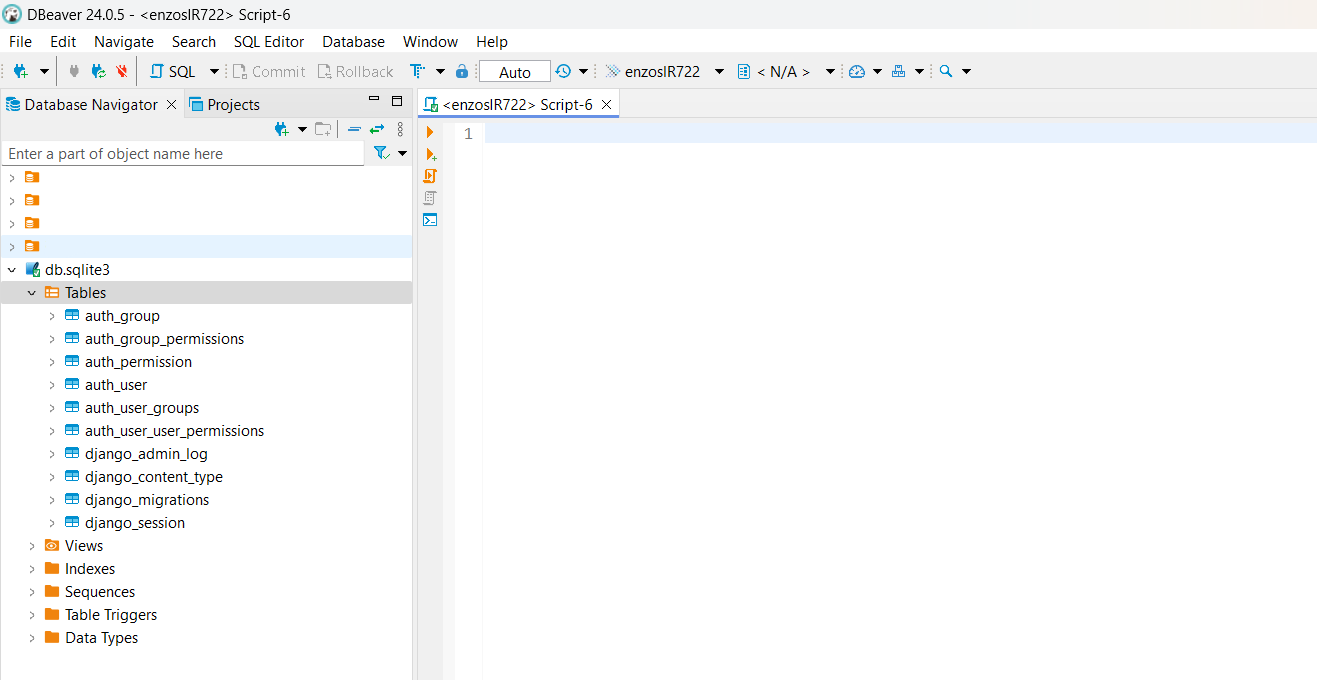 DBeaver 24.0.5 - <enzosIR722> Script-6
File Edit Navigate Search SQL Editor Database Window Help
SQL Commit Rollback Auto enzosIR722 < N/A >
Database Navigator Projects
<enzosIR722> Script-6
1
Enter a part of object name here
db.sqlite3
Tables
auth_group
auth_group_permissions
auth_permission
auth_user
auth_user_groups
auth_user_user_permissions
django_admin_log
django_content_type
django_migrations
django_session
Views
Indexes
Sequences
Table Triggers
Data Types